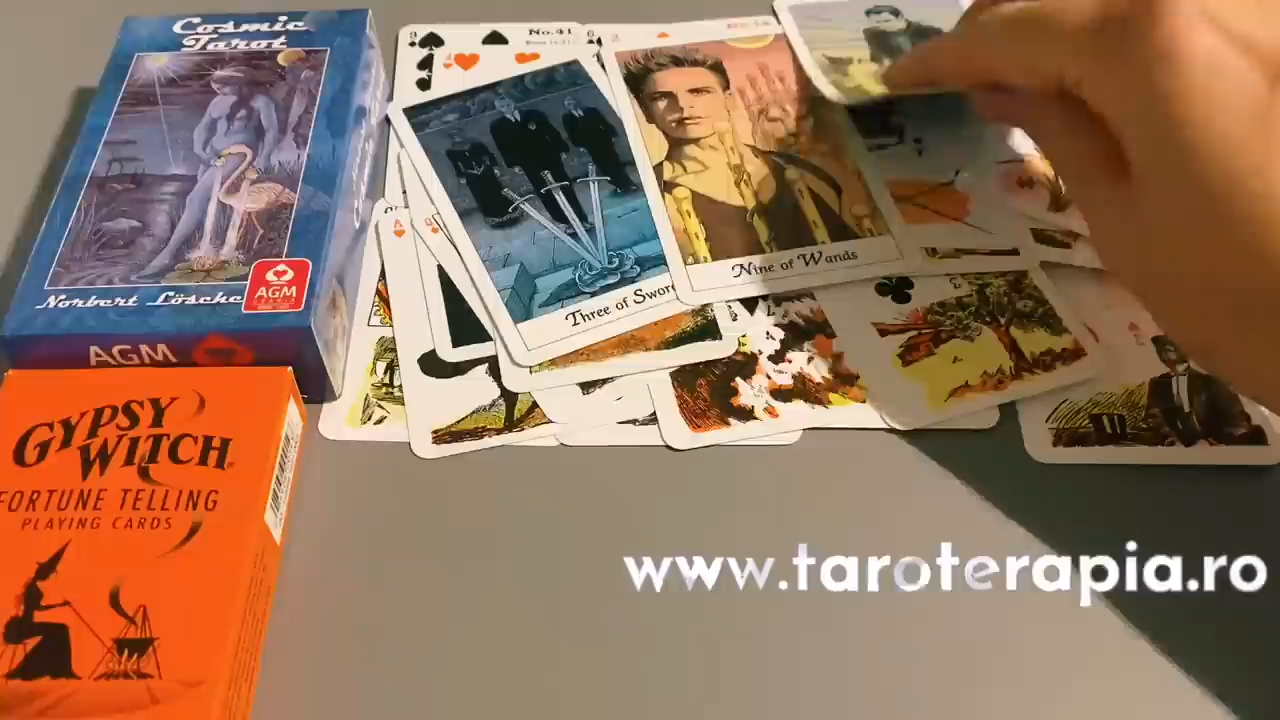 Cosmic
Tarot
Norbert Lösche
AGM
AGM
GYPSY
WITCH
FORTUNE TELLING
PLAYING CARDS
No.41
Three of Swor
Nine of Wands
A
www.taroterapia.ro